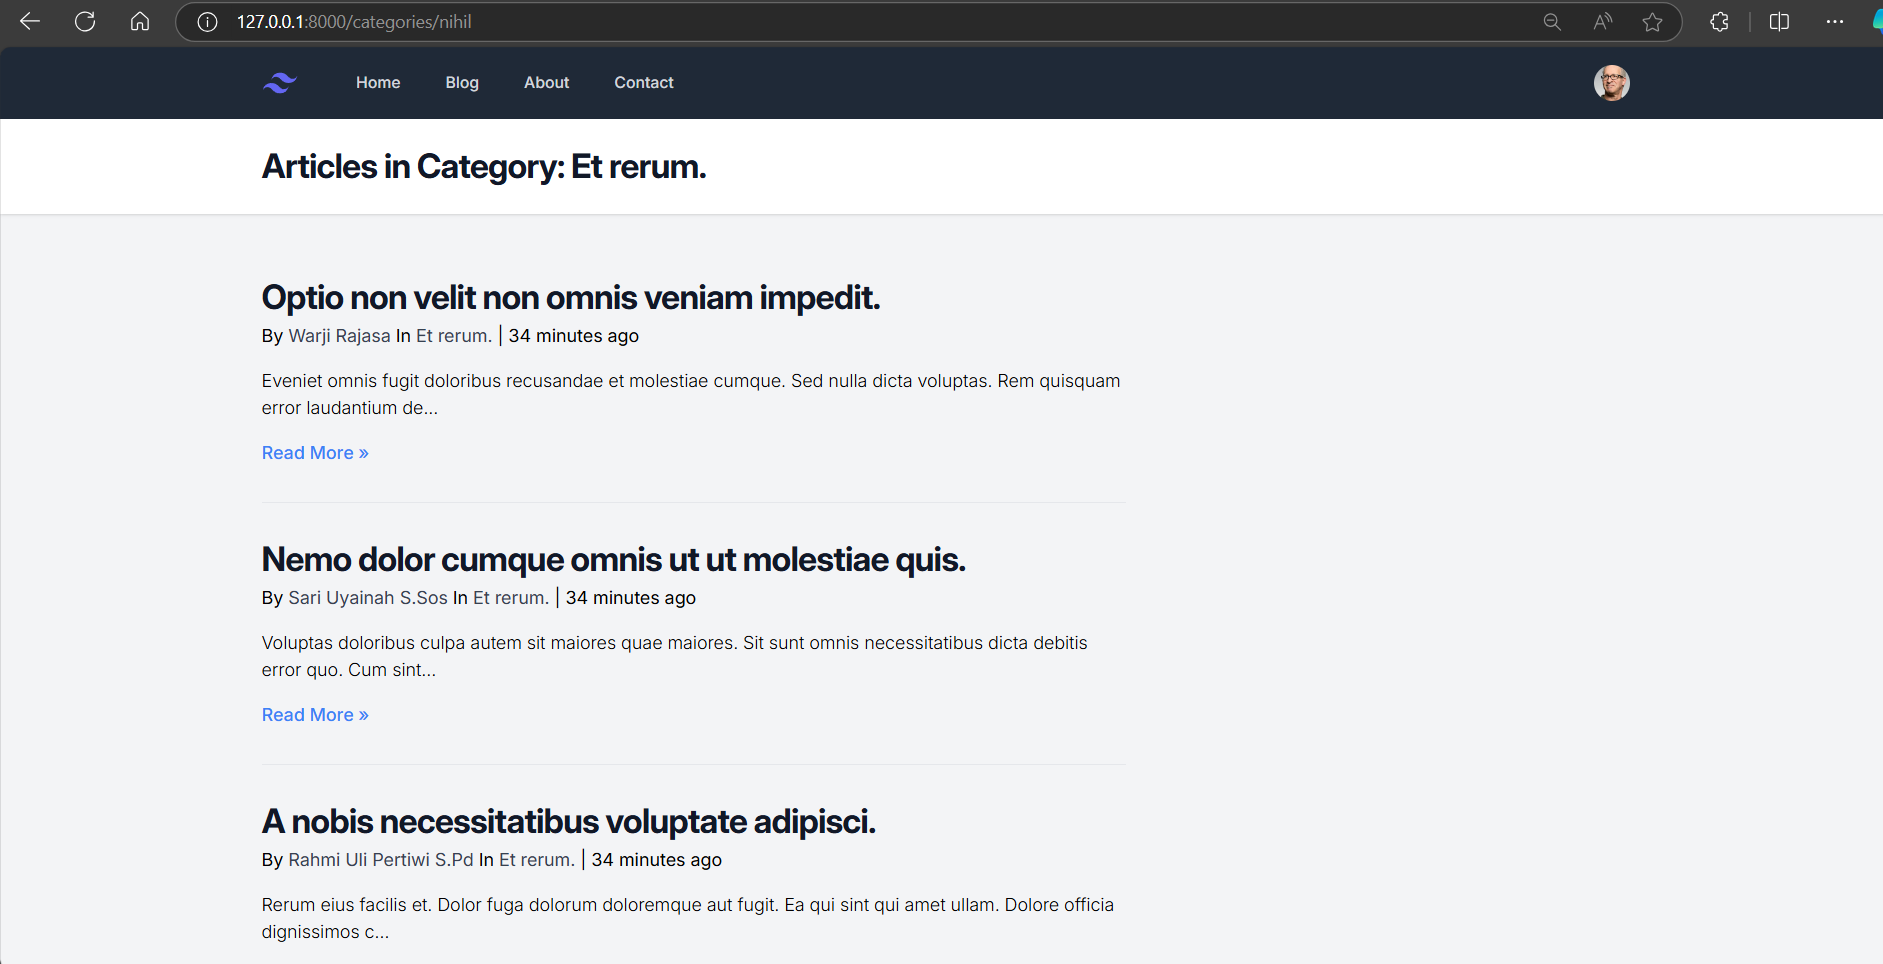 127.0.0.1:8000/categories/nihil
Home Blog About Contact
Articles in Category: Et rerum.
Optio non velit non omnis veniam impedit.
By Warji Rajasa In Et rerum. | 34 minutes ago
Eveniet omnis fugit doloribus recusandae et molestiae cumque. Sed nulla dicta voluptas. Rem quisquam
error laudantium de...
Read More »
Nemo dolor cumque omnis ut ut molestiae quis.
By Sari Uyainah S.Sos In Et rerum. | 34 minutes ago
Voluptas doloribus culpa autem sit maiores quae maiores. Sit sunt omnis necessitatibus dicta debitis
error quo. Cum sint...
Read More »
A nobis necessitatibus voluptate adipisci.
By Rahmi Uli Pertiwi S.Pd In Et rerum. | 34 minutes ago
Rerum eius facilis et. Dolor fuga dolorum doloremque aut fugit. Ea qui sint qui amet ullam. Dolore officia
dignissimos c...